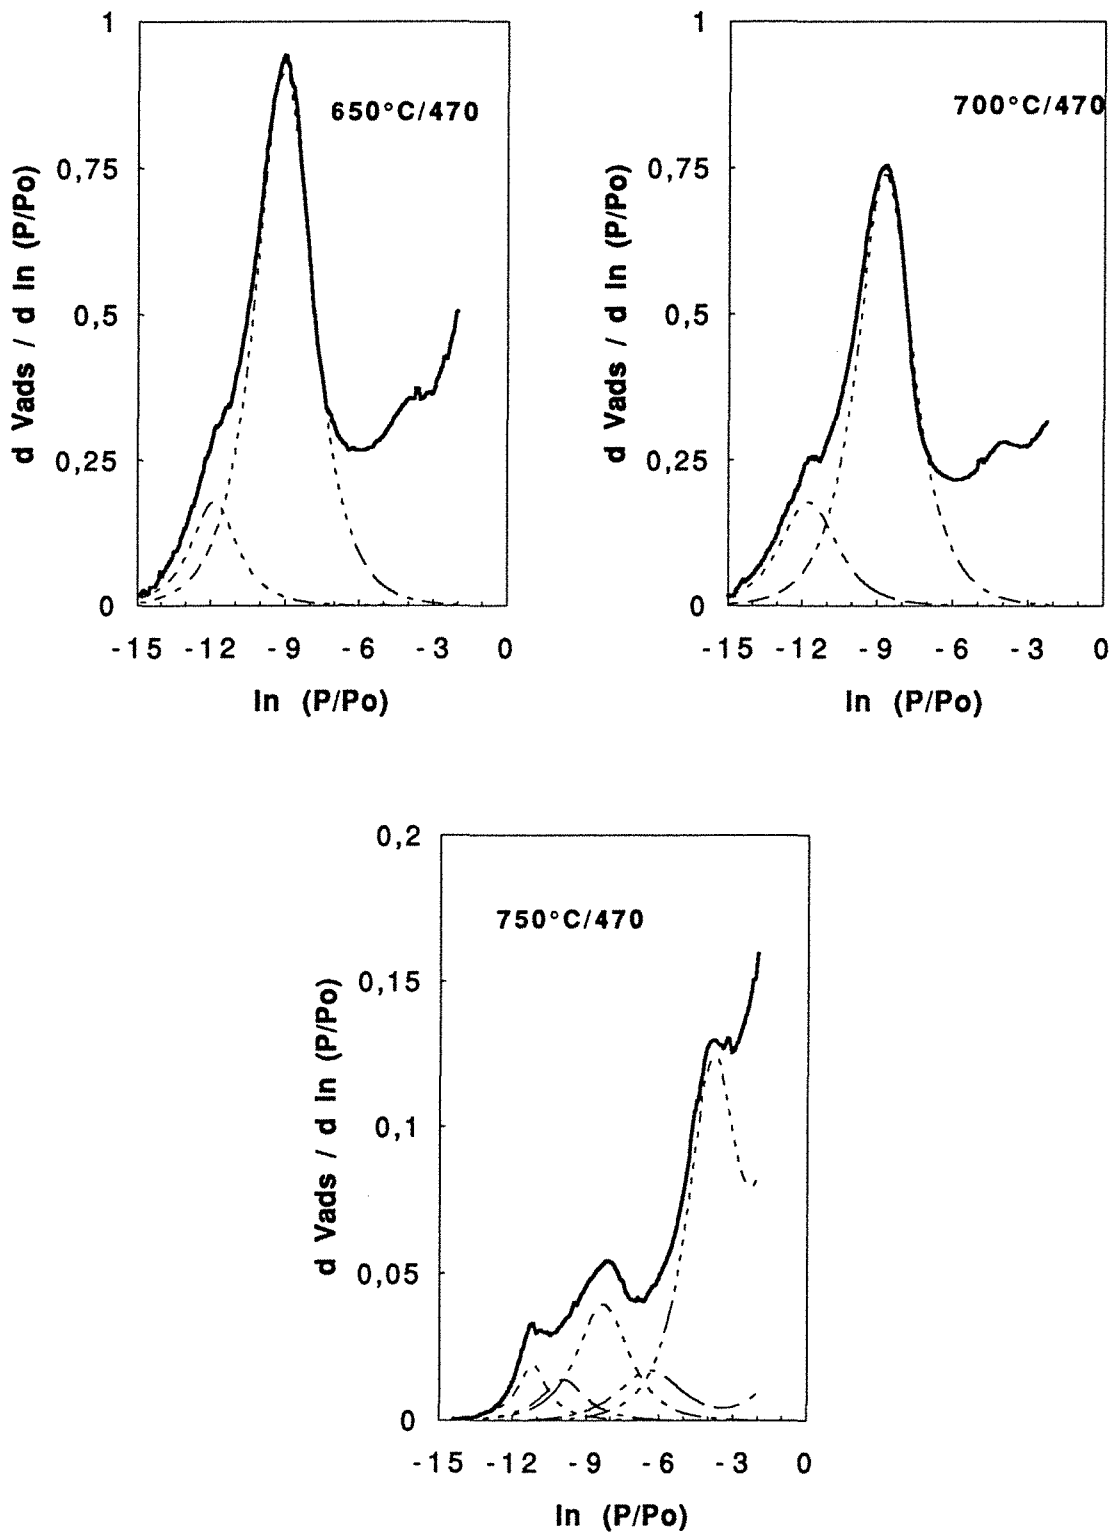 1
650°C/470
0,75
0,5
0,25
0
-15 -12 -9 -6 -3 0
ln (P/Po)
d Vads / d ln (P/Po)
1
700°C/470
0,75
0,5
0,25
0
-15 -12 -9 -6 -3 0
ln (P/Po)
d Vads / d ln (P/Po)
0,2
750°C/470
0,15
0,1
0,05
0
-15 -12 -9 -6 -3 0
ln (P/Po)
d Vads / d ln (P/Po)